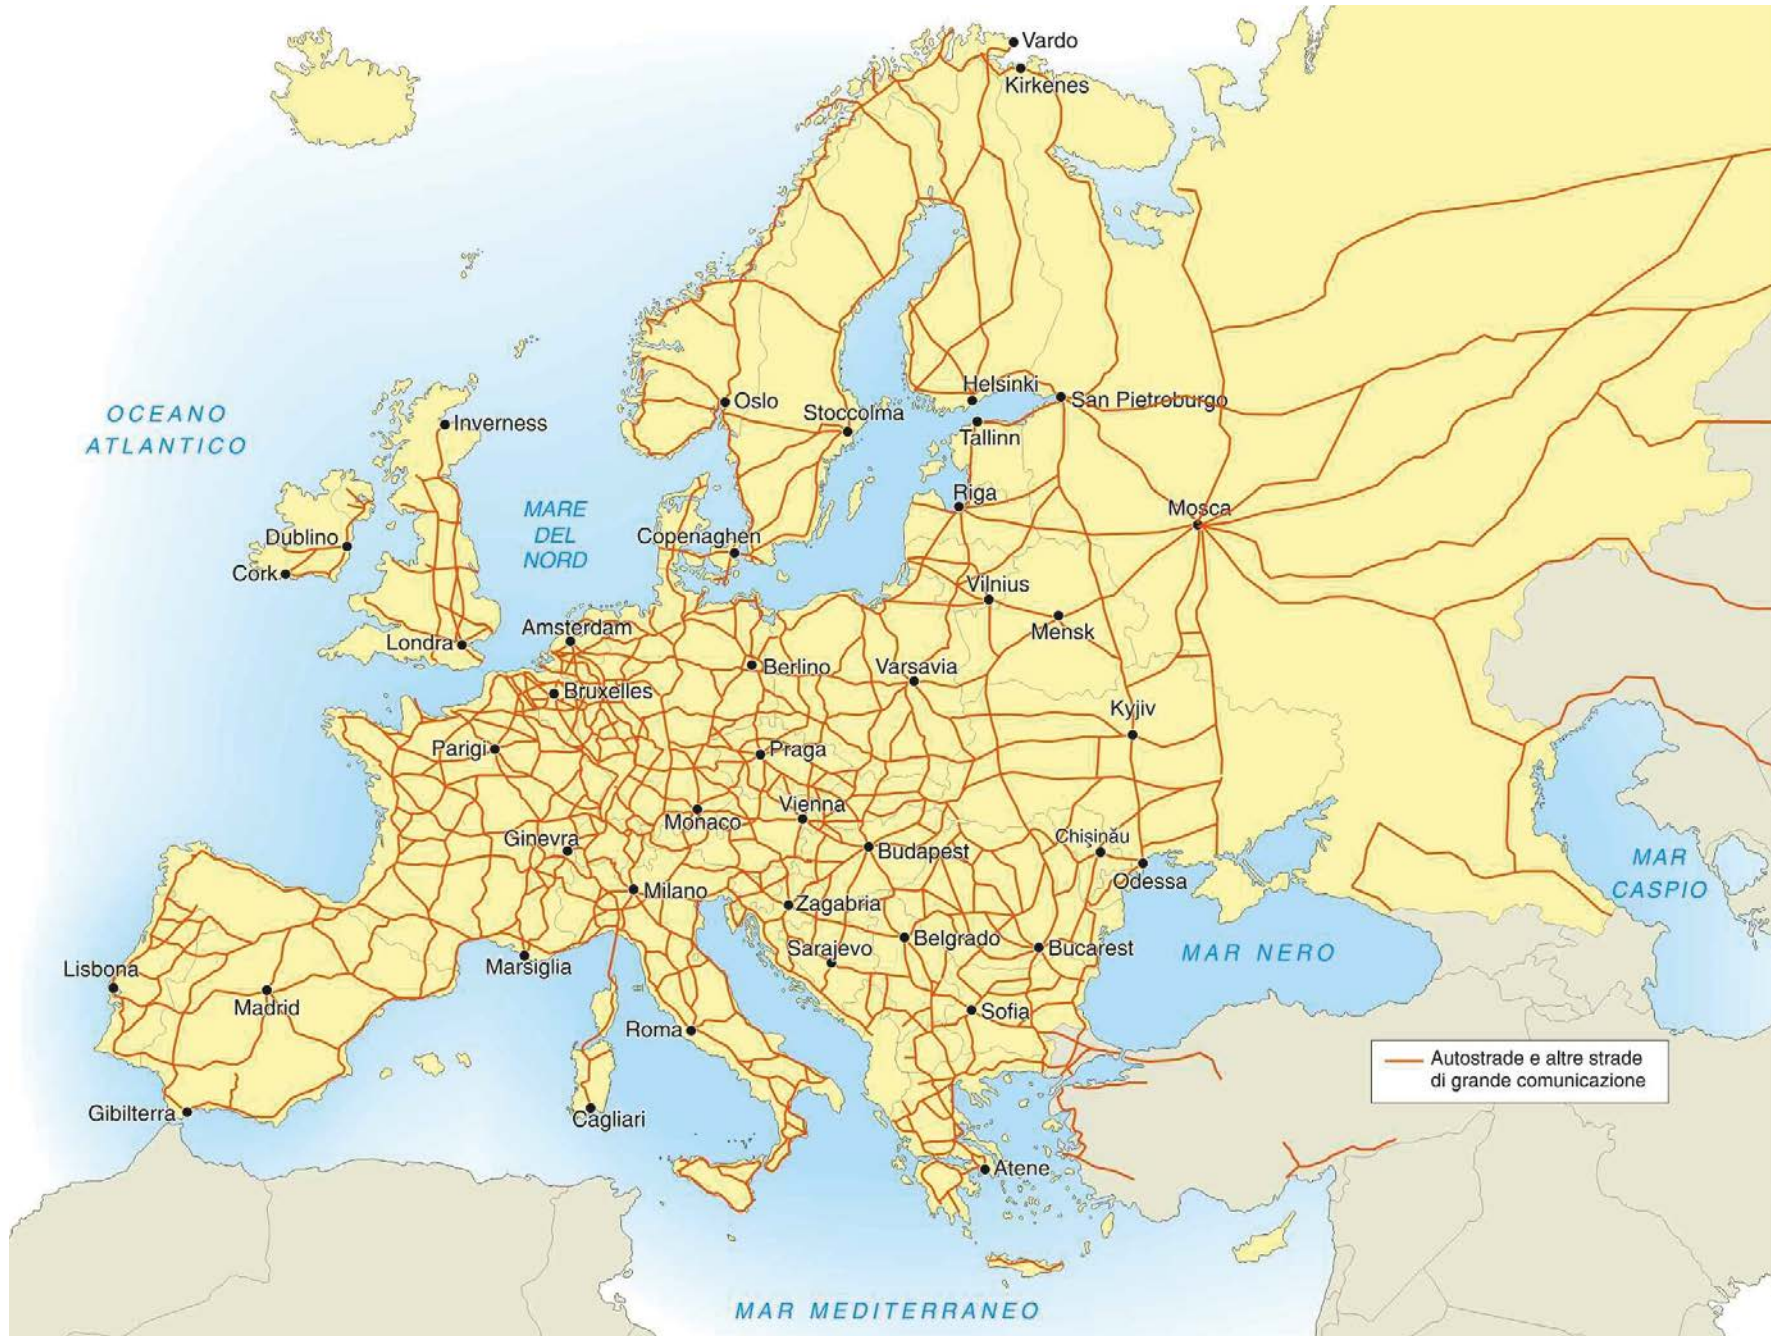 Vardo
Kirkenes
OCEANO
ATLANTICO
Inverness
Oslo
Stoccolma
Helsinki
San Pietroburgo
Tallinn
MARE
DEL
NORD
Riga
Mosca
Dublino
Cork
Copenaghen
Vilnius
Mensk
Londra
Amsterdam
Berlino
Varsavia
Bruxelles
Kyjiv
Parigi
Praga
Vienna
Monaco
Ginevra
Budapest
Chişinău
Odessa
MAR
CASPIO
Milano
Zagabria
Belgrado
Sarajevo
Bucarest
MAR NERO
Lisbona
Marsiglia
Madrid
Roma
Sofia
Autostrade e altre strade
di grande comunicazione
Gibilterra
Cagliari
Atene
MAR MEDITERRANEO